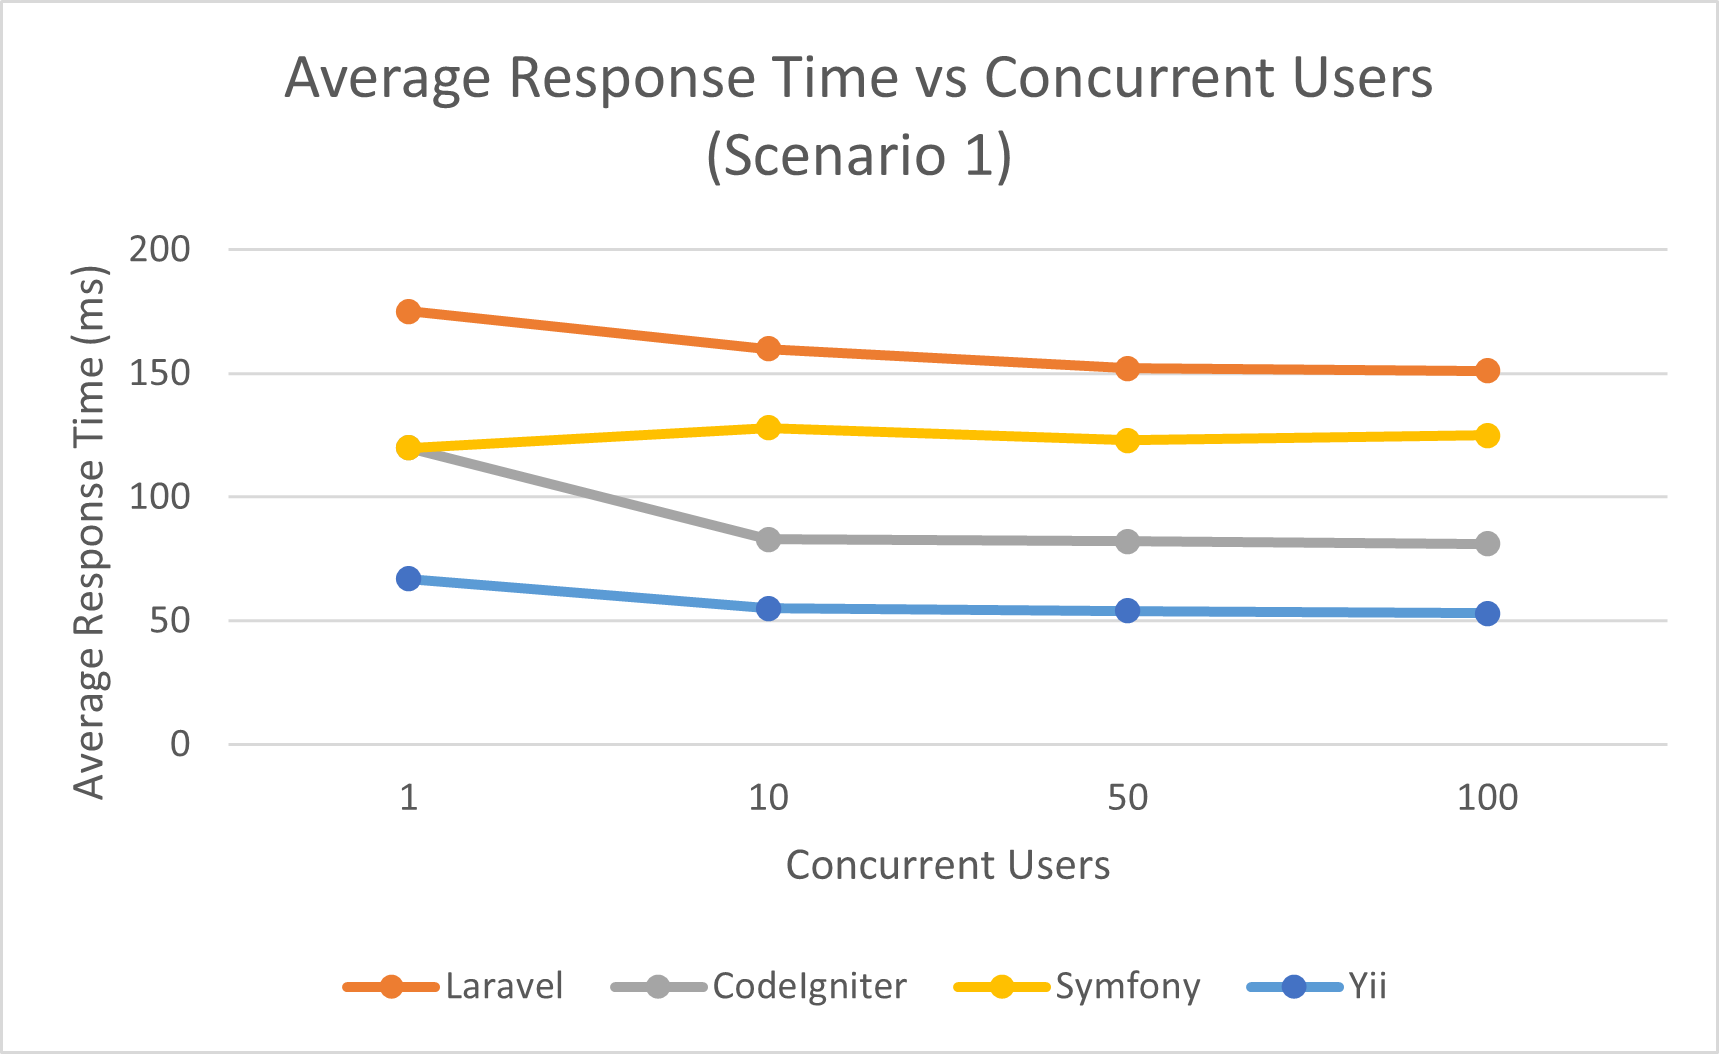 Average Response Time vs Concurrent Users
(Scenario 1)
Average Response Time (ms)
200
150
100
50
0
1 10 50 100
Concurrent Users
Laravel CodeIgniter Symfony Yii